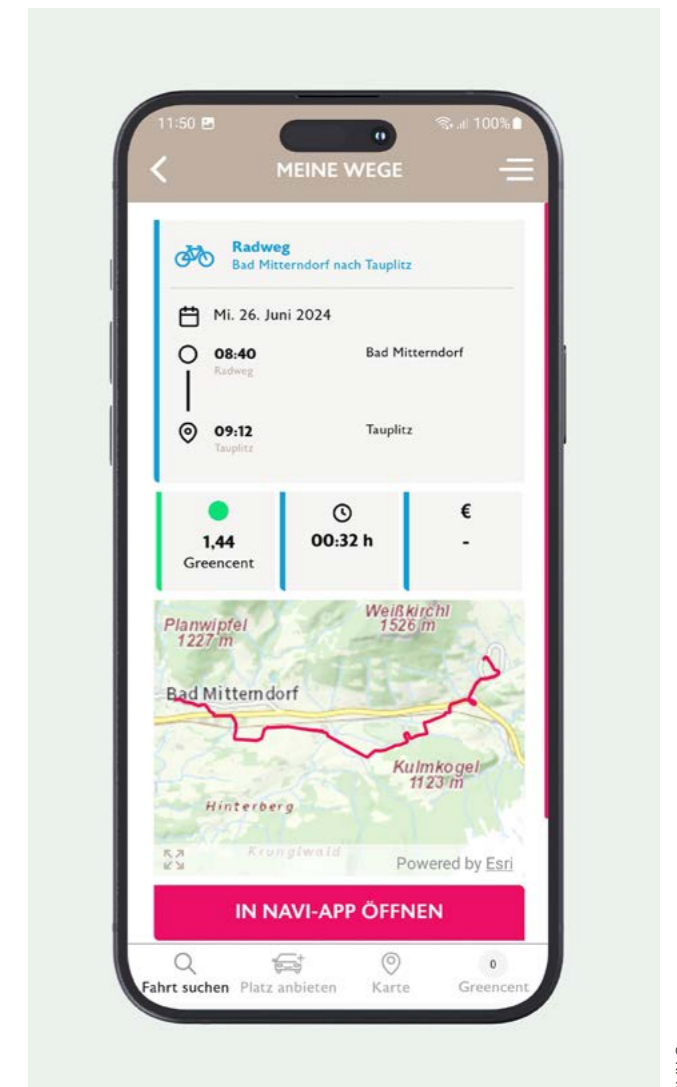 11:50 100%
MEINE WEGE
Radweg
Bad Mitterndorf nach Tauplitz
Mi. 26. Juni 2024
08:40 Bad Mitterndorf
Radweg
09:12 Tauplitz
Tauplitz
€
1,44 00:32 h -
Greencent
Planwipfel
1227 m
Weißkirchl
1526 m
Bad Mitterndorf
Kulmkogel
1123 m
Hinterberg
Krunglwald
Powered by Esri
IN NAVI-APP ÖFFNEN
0
Fahrt suchen Platz anbieten Karte Greencent